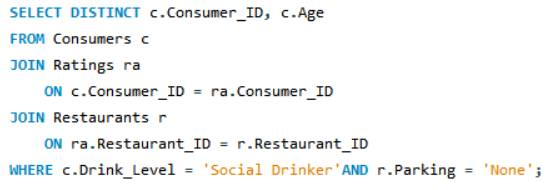 SELECT DISTINCT c.Consumer_ID, c.Age
FROM Consumers c
JOIN Ratings ra
ON c.Consumer_ID = ra.Consumer_ID
JOIN Restaurants r
ON ra.Restaurant_ID = r.Restaurant_ID
WHERE c.Drink_Level = 'Social Drinker'AND r.Parking = 'None';